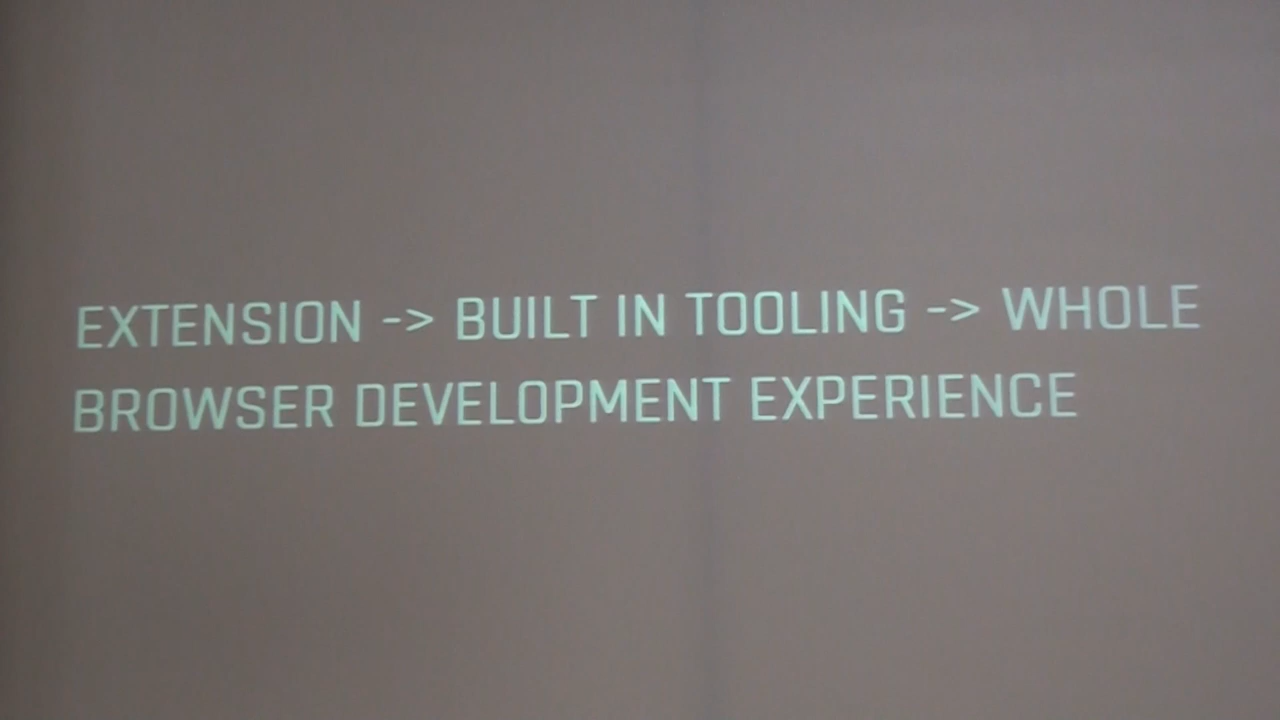 EXTENSION -> BUILT IN TOOLING -> WHOLE
BROWSER DEVELOPMENT EXPERIENCE